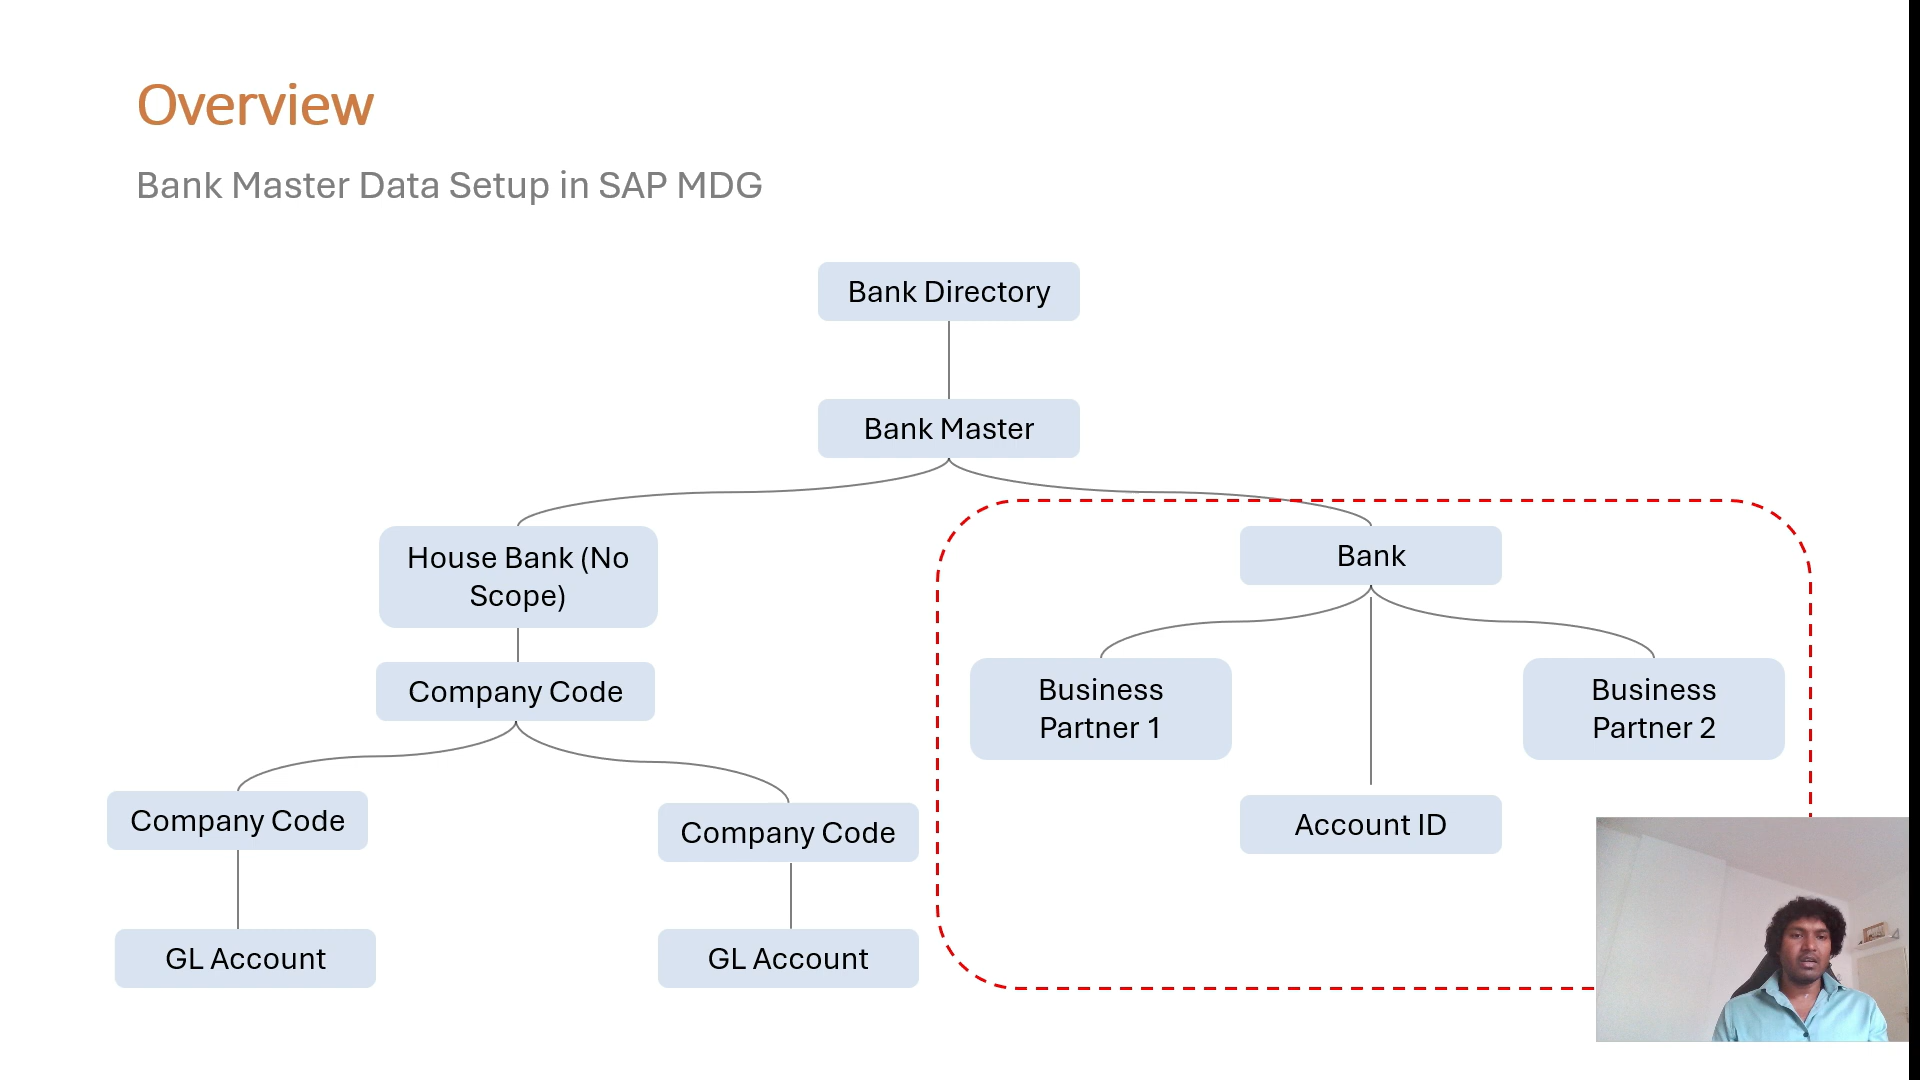 Overview
Bank Master Data Setup in SAP MDG
Bank Directory
Bank Master
House Bank (No
Scope)
Bank
Company Code
Business
Partner 1
Business
Partner 2
Company Code
Company Code
Account ID
GL Account
GL Account